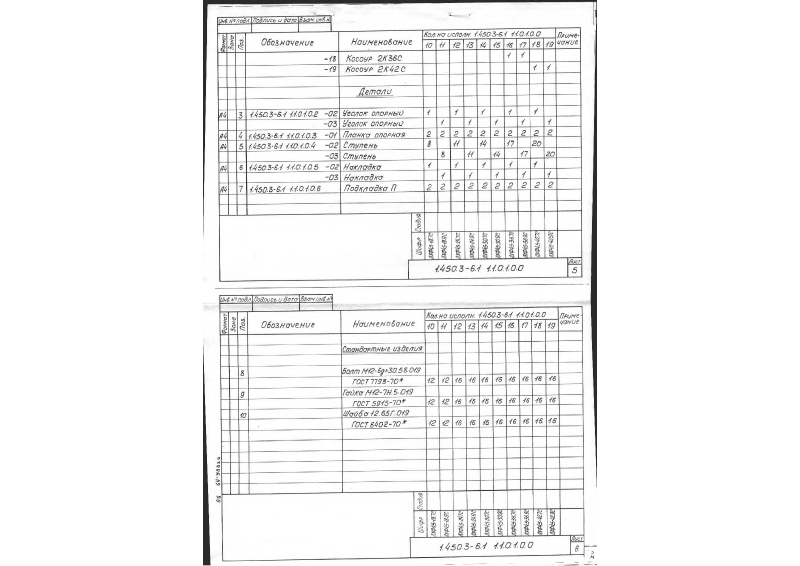 Инв.№ подл. Подпись и дата Взам.инв.№
Формат Зона Поз. Обозначение Наименование Кол. на исполн. 1.450.3-6.1 1.1.0.1.0.0 Приме-чание
10 11 12 13 14 15 16 17 18 19
-18 Косоур 2К36С 1 1
-19 Косоур 2К42С 1 1
Детали
А4 3 1.450.3-6.1 1.1.0.1.0.2 -02 Уголок опорный 1 1 1 1 1
-03 Уголок опорный 1 1 1 1 1
А4 4 1.450.3-6.1 1.1.0.1.0.3 -01 Планка опорная 2 2 2 2 2 2 2 2 2 2
А4 5 1.450.3-6.1 1.1.0.1.0.4 -02 Ступень 8 11 14 17 20
-03 Ступень 8 11 14 17 20
А4 6 1.450.3-6.1 1.1.0.1.0.5 -02 Накладка 1 1 1 1 1
-03 Накладка 1 1 1 1 1
А4 7 1.450.3-6.1 1.1.0.1.0.6 Подкладка П 2 2 2 2 2 2 2 2 2 2
Шифр Стадия
1.450.3-6.1 1.1.0.1.0.0 Лист
5
Инв.№ подл. Подпись и дата Взам.инв.№
Формат Зона Поз. Обозначение Наименование Кол. на исполн. 1.450.3-6.1 1.1.0.1.0.0 Приме-чание
10 11 12 13 14 15 16 17 18 19
Стандартные изделия
8 Болт М12-6g×30.56.019
ГОСТ 7798-70* 12 12 16 16 16 16 16 16 16 16
9 Гайка М12-7Н.5.019
ГОСТ 5915-70* 12 12 16 16 16 16 16 16 16 16
10 Шайба 12.65Г.019
ГОСТ 6402-70* 12 12 16 16 16 16 16 16 16 16
Шифр Стадия
1.450.3-6.1 1.1.0.1.0.0 Лист
6